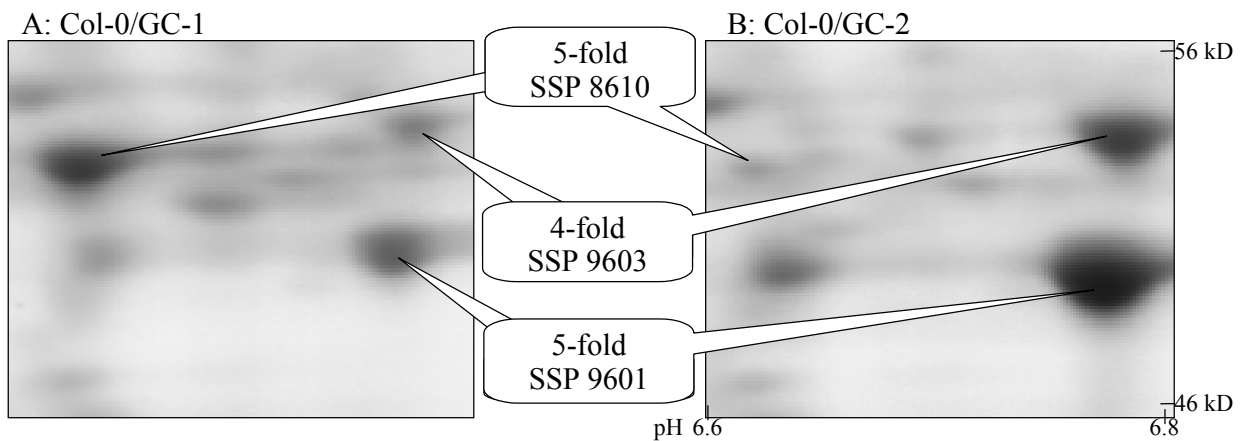 A: Col-0/GC-1
B: Col-0/GC-2
5-fold
SSP 8610
56 kD
4-fold
SSP 9603
5-fold
SSP 9601
46 kD
pH 6.6
6.8